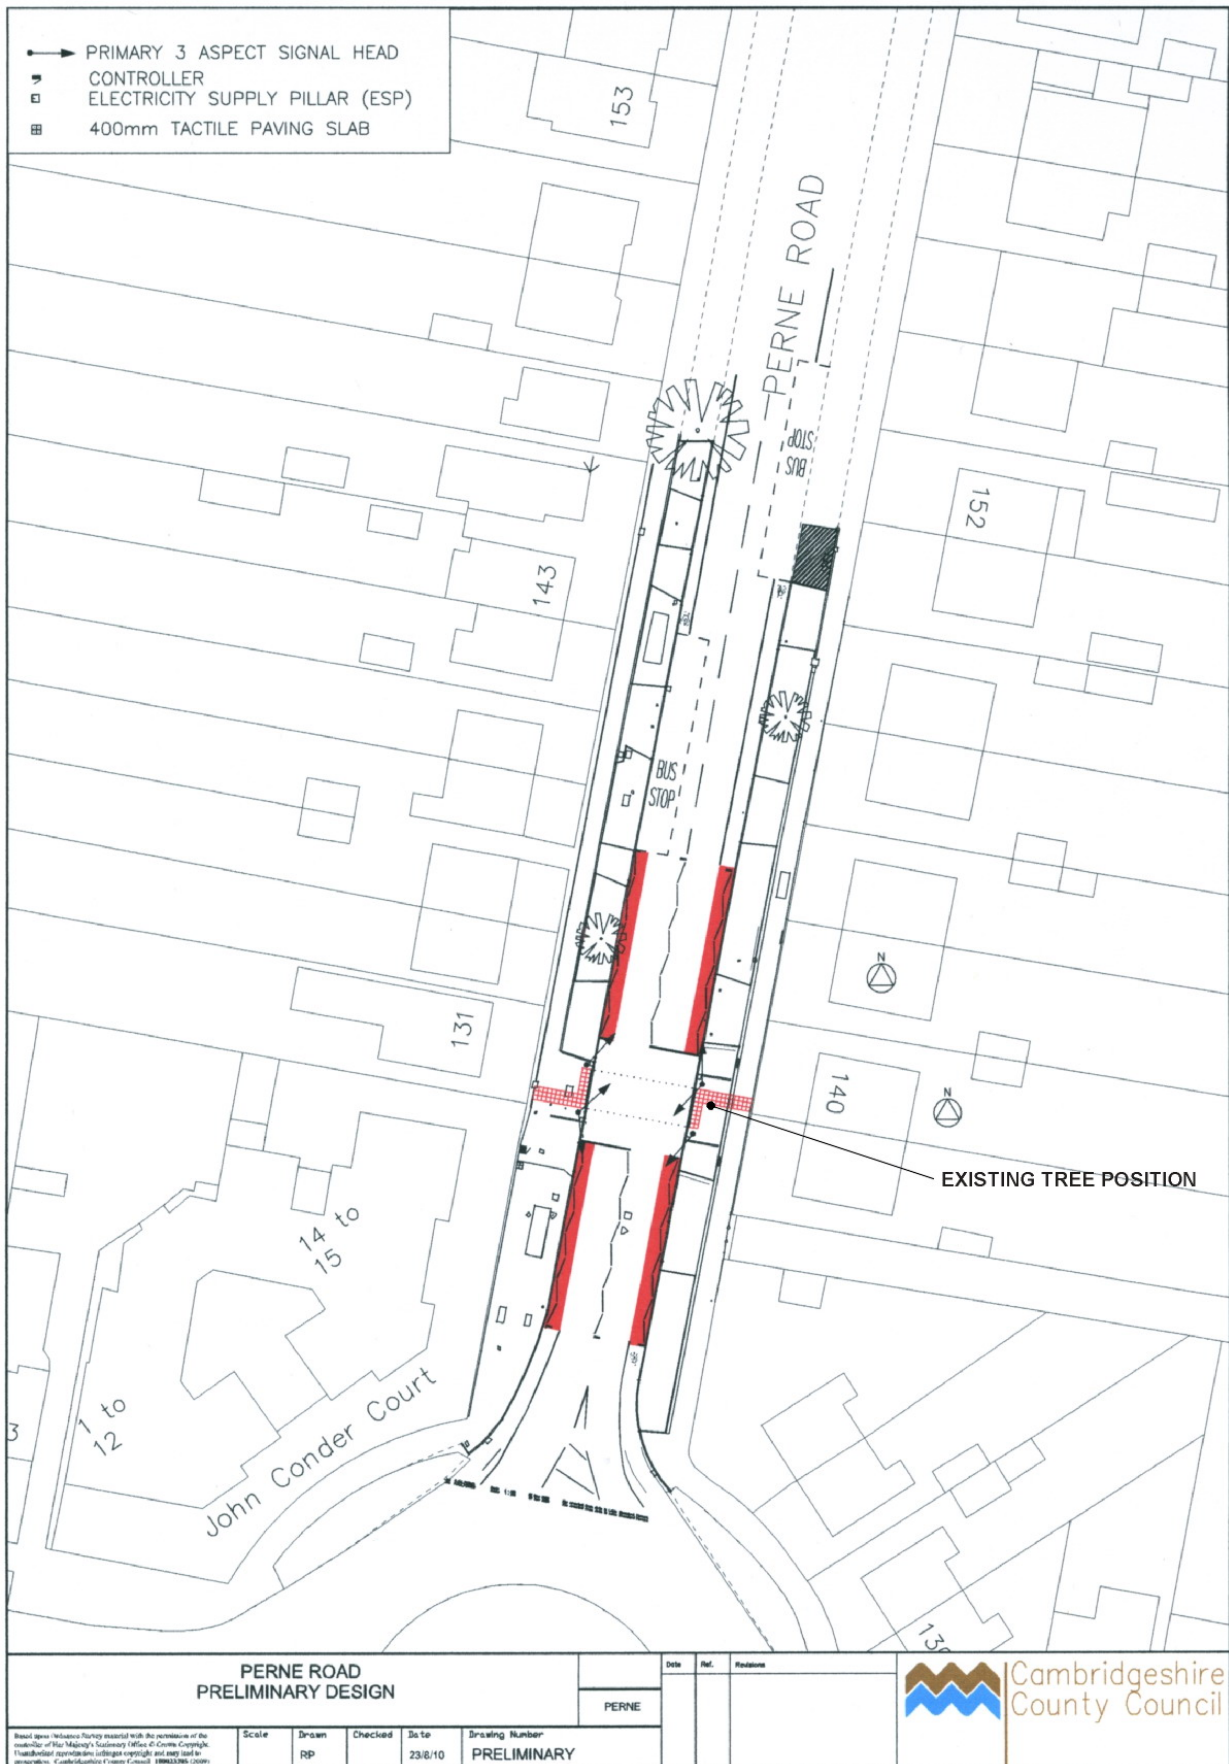 PRIMARY 3 ASPECT SIGNAL HEAD
CONTROLLER
ELECTRICITY SUPPLY PILLAR (ESP)
400mm TACTILE PAVING SLAB
153
PERNE ROAD
BUS
STOP
152
143
BUS
STOP
N
131
140
N
EXISTING TREE POSITION
14 to
15
1 to
12
3
John Conder Court
PERNE ROAD
PRELIMINARY DESIGN
PERNE
Date Ref. Revisions
Cambridgeshire
County Council
Scale Drawn Checked Date Drawing Number
RP 23/8/10 PRELIMINARY